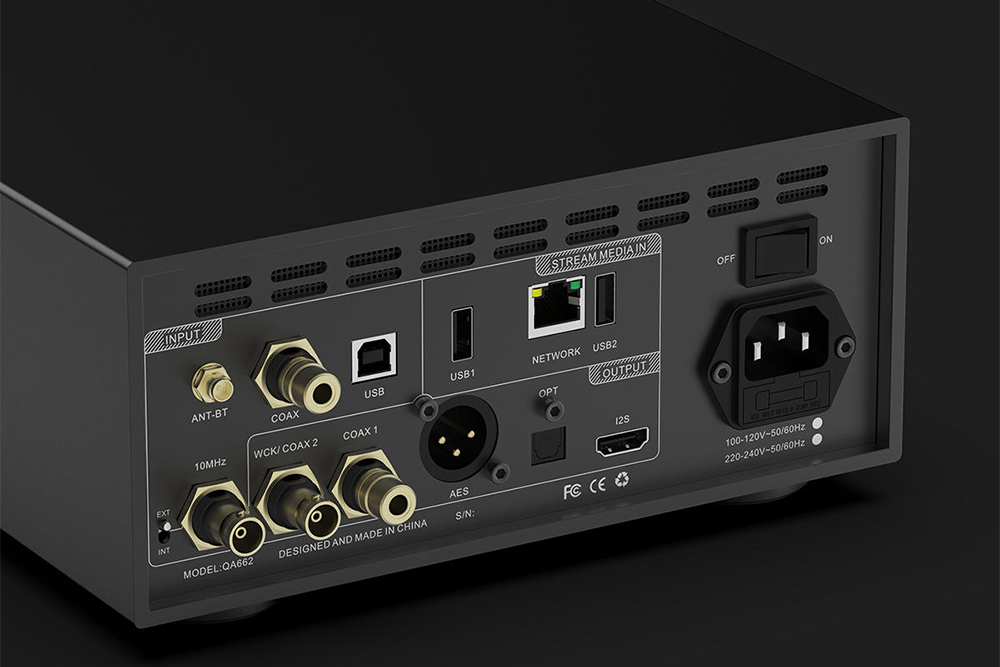 OFF
ON
STREAM MEDIA IN
INPUT
ANT-BT
COAX
USB
USB1
NETWORK
USB2
OUTPUT
OPT
I2S
10MHz
WCK/ COAX 2
COAX 1
AES
EXT
INT
100-120V~50/60Hz
220-240V~50/60Hz
FC CE
S/N:
DESIGNED AND MADE IN CHINA
MODEL:QA662